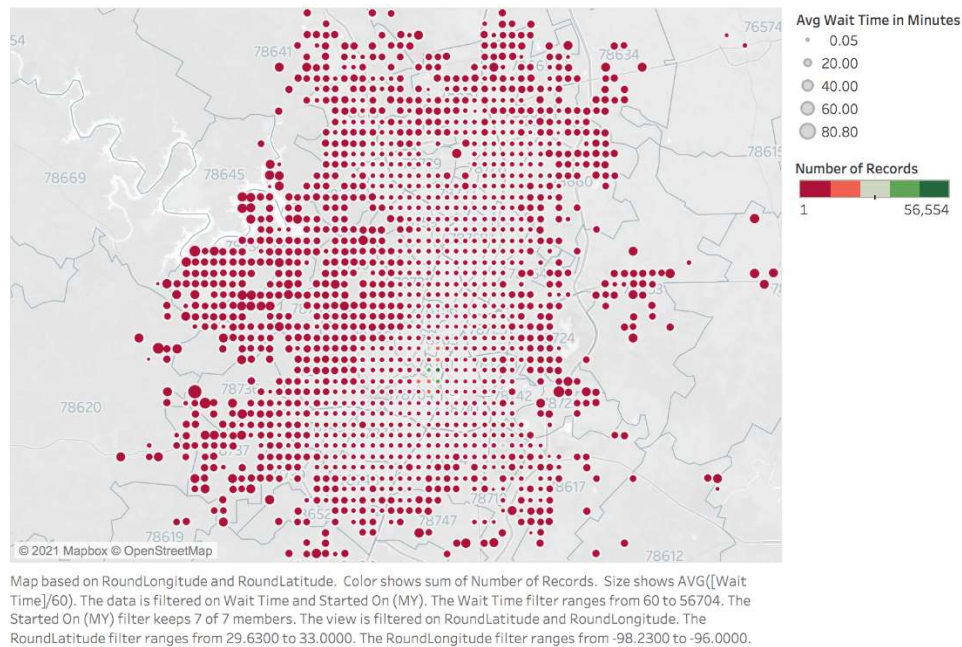 76574
54
78641
78634
78615
78669
78645
78660
724
78620
78617
78747
78619
78612
© 2021 Mapbox © OpenStreetMap
Avg Wait Time in Minutes
0.05
20.00
40.00
60.00
80.80
Number of Records
1 56,554
Map based on RoundLongitude and RoundLatitude. Color shows sum of Number of Records. Size shows AVG([Wait
Time]/60). The data is filtered on Wait Time and Started On (MY). The Wait Time filter ranges from 60 to 56704. The
Started On (MY) filter keeps 7 of 7 members. The view is filtered on RoundLatitude and RoundLongitude. The
RoundLatitude filter ranges from 29.6300 to 33.0000. The RoundLongitude filter ranges from -98.2300 to -96.0000.